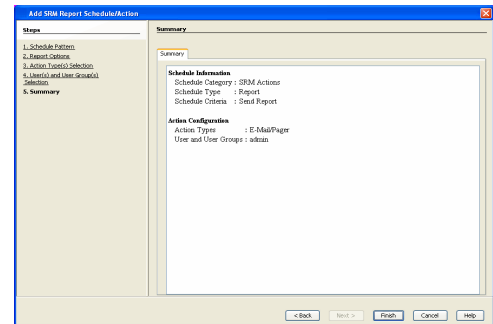 Add SRM Report Schedule/Action
Steps
1. Schedule Pattern
2. Report Options
3. Action Type(s) Selection
4. User(s) and User Group(s)
Selection
5. Summary
Summary
Summary
Schedule Information
Schedule Category : SRM Actions
Schedule Type : Report
Schedule Criteria : Send Report
Action Configuration
Action Types : E-Mail/Pager
User and User Groups : admin
< Back
Next >
Finish
Cancel
Help